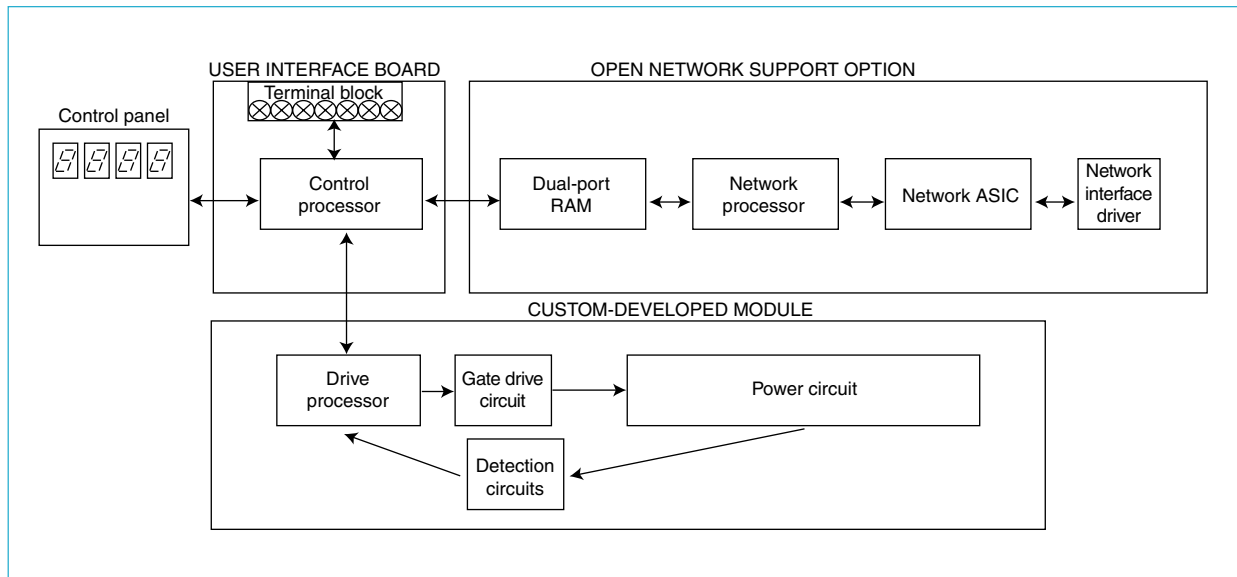 USER INTERFACE BOARD
OPEN NETWORK SUPPORT OPTION
Control panel
Terminal block
Control
processor
Dual-port
RAM
Network
processor
Network ASIC
Network
interface
driver
CUSTOM-DEVELOPED MODULE
Drive
processor
Gate drive
circuit
Power circuit
Detection
circuits